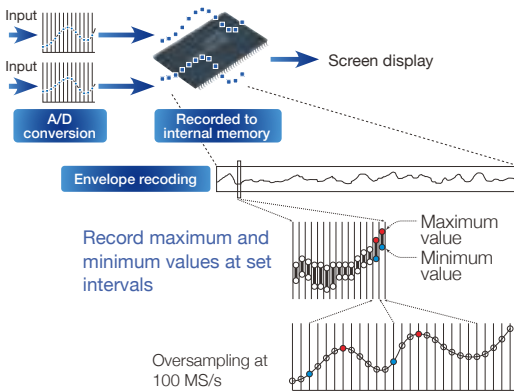 Input
Input
Screen display
A/D
conversion
Recorded to
internal memory
Envelope recoding
Record maximum and
minimum values at set
intervals
Maximum
value
Minimum
value
Oversampling at
100 MS/s